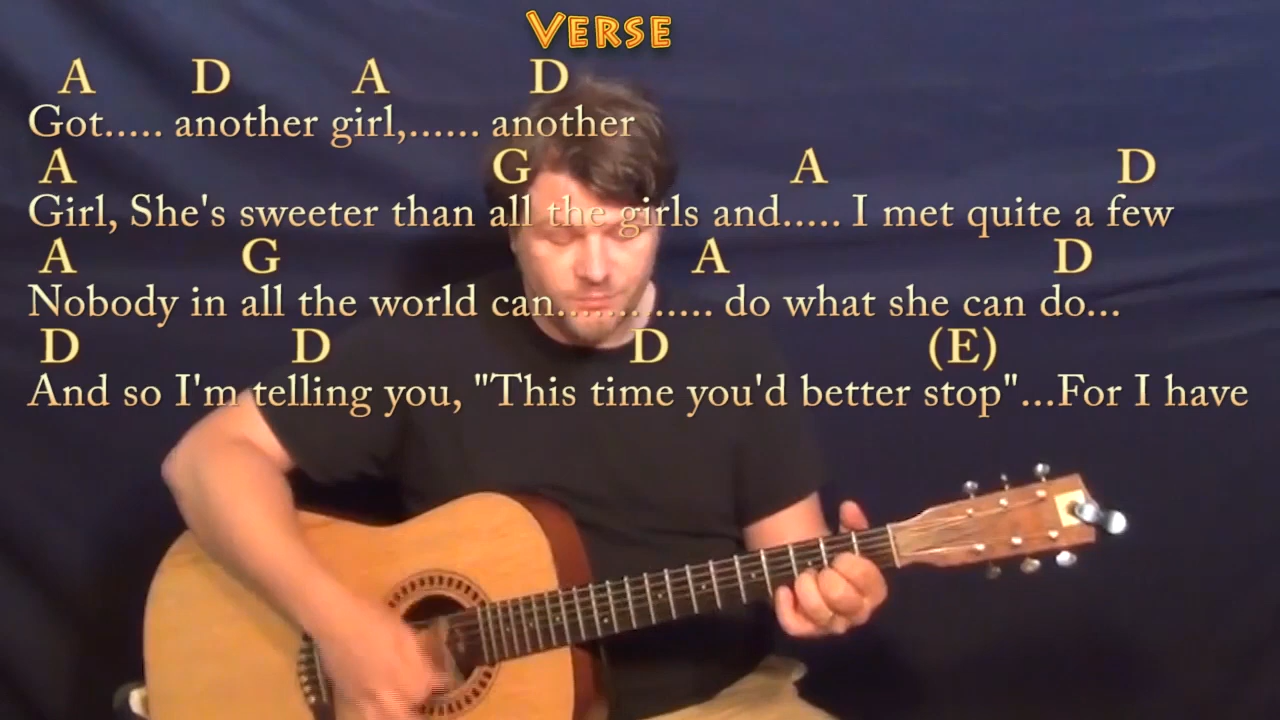 VERSE
A D A D
Got..... another girl,...... another
A G A D
Girl, She's sweeter than all the girls and..... I met quite a few
A G A D
Nobody in all the world can............. do what she can do...
D D D (E)
And so I'm telling you, "This time you'd better stop"...For I have